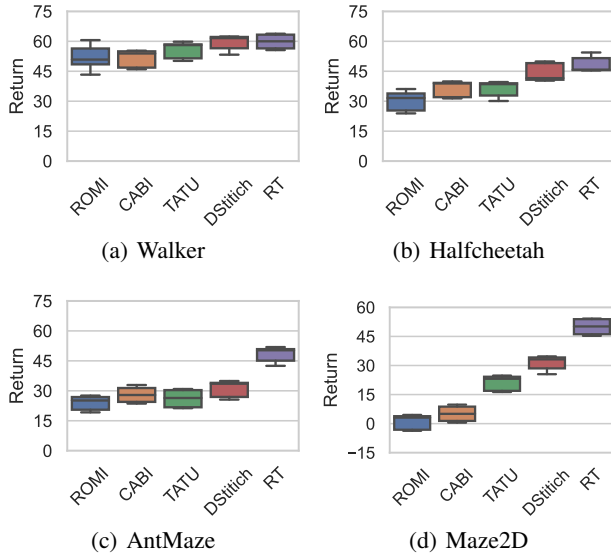 75
60
45
30
15
0
Return
ROMI
CABI
TATU
DStitich
RT
(a) Walker
75
60
45
30
15
0
Return
ROMI
CABI
TATU
DStitich
RT
(b) Halfcheetah
75
60
45
30
15
0
Return
ROMI
CABI
TATU
DStitich
RT
(c) AntMaze
60
45
30
15
0
−15
Return
ROMI
CABI
TATU
DStitich
RT
(d) Maze2D